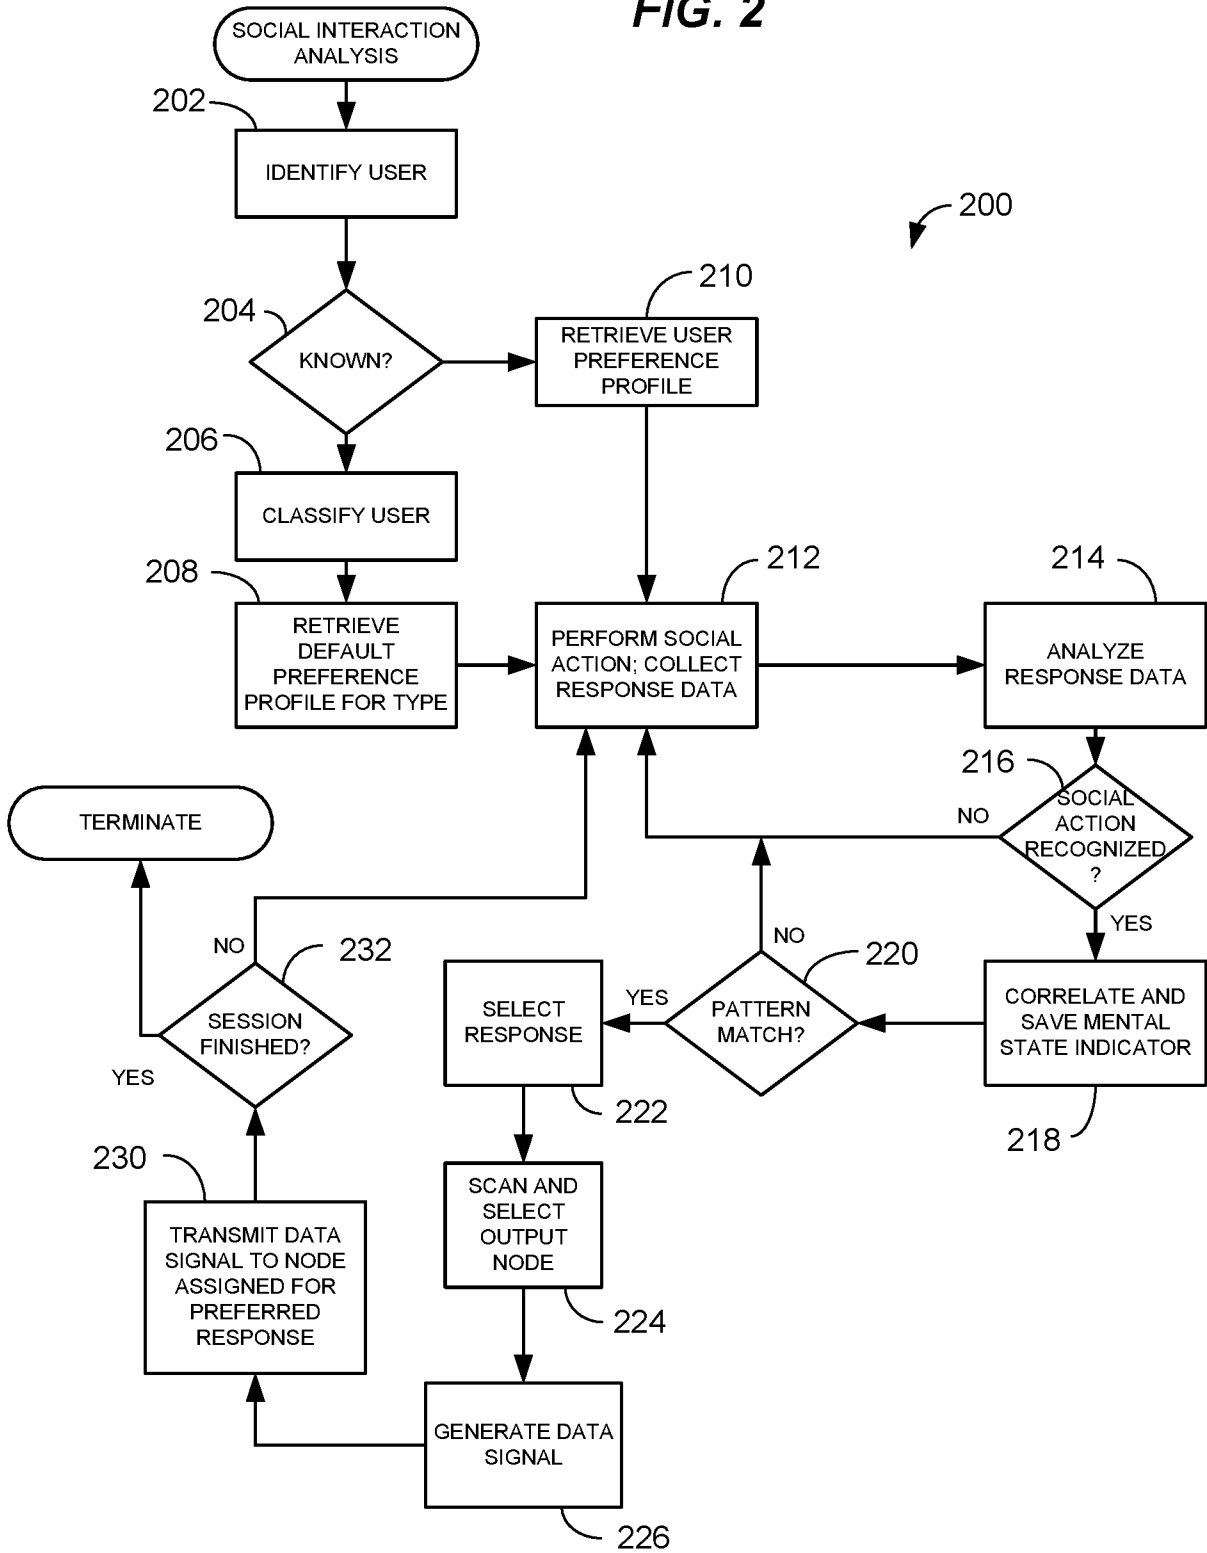 FIG. 2
SOCIAL INTERACTION
ANALYSIS
202
IDENTIFY USER
200
204
KNOWN?
210
RETRIEVE USER
PREFERENCE
PROFILE
206
CLASSIFY USER
208
RETRIEVE
DEFAULT
PREFERENCE
PROFILE FOR TYPE
212
PERFORM SOCIAL
ACTION; COLLECT
RESPONSE DATA
214
ANALYZE
RESPONSE DATA
216
SOCIAL
ACTION
RECOGNIZED
?
NO
YES
TERMINATE
NO
232
SESSION
FINISHED?
YES
SELECT
RESPONSE
222
YES
NO
220
PATTERN
MATCH?
CORRELATE AND
SAVE MENTAL
STATE INDICATOR
218
230
TRANSMIT DATA
SIGNAL TO NODE
ASSIGNED FOR
PREFERRED
RESPONSE
SCAN AND
SELECT
OUTPUT
NODE
224
GENERATE DATA
SIGNAL
226